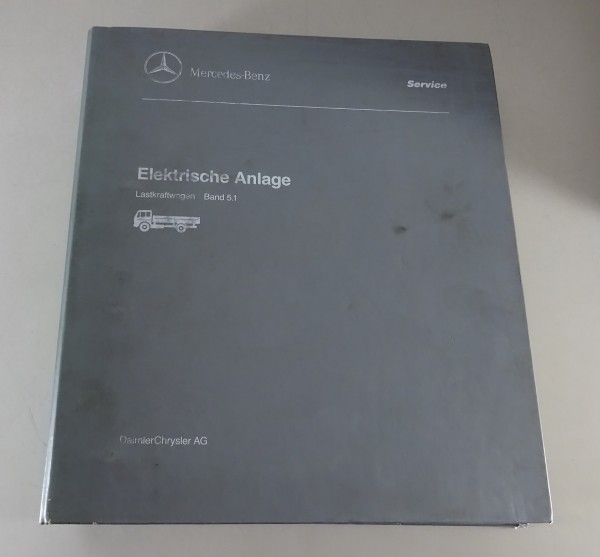 Mercedes-Benz
Service
Elektrische Anlage
Lastkraftwagen Band 5.1
DaimlerChrysler AG